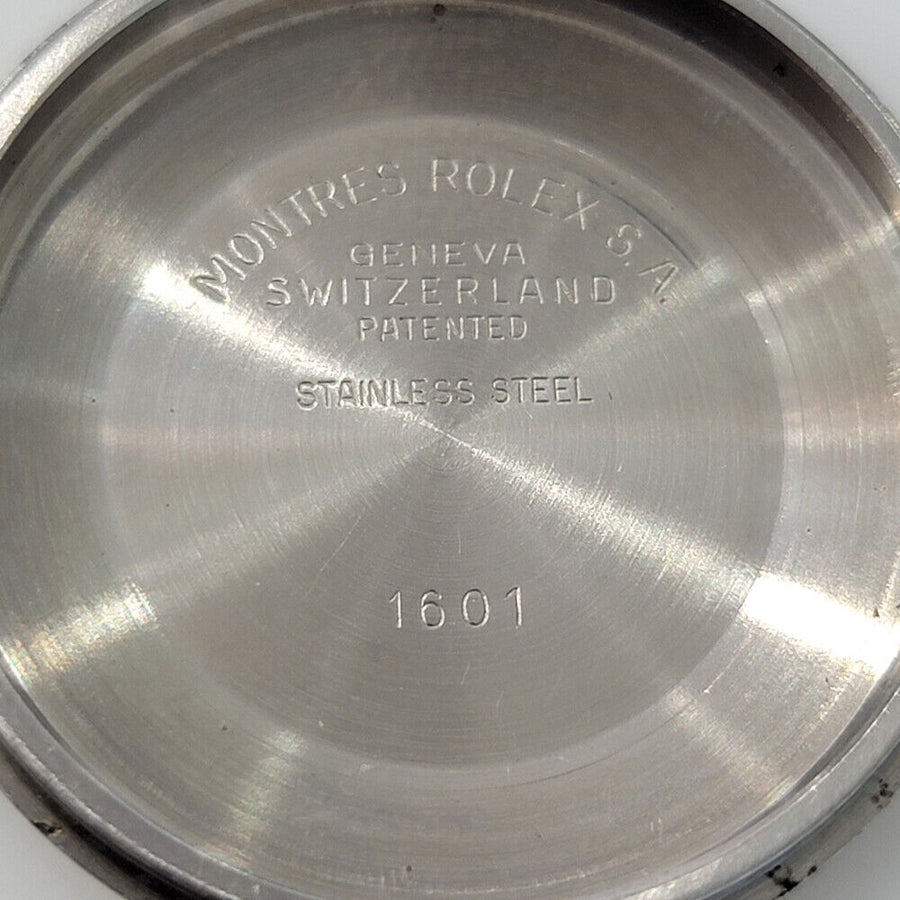 MONTRES ROLEX S.A.
GENEVA
SWITZERLAND
PATENTED
STAINLESS STEEL
1601